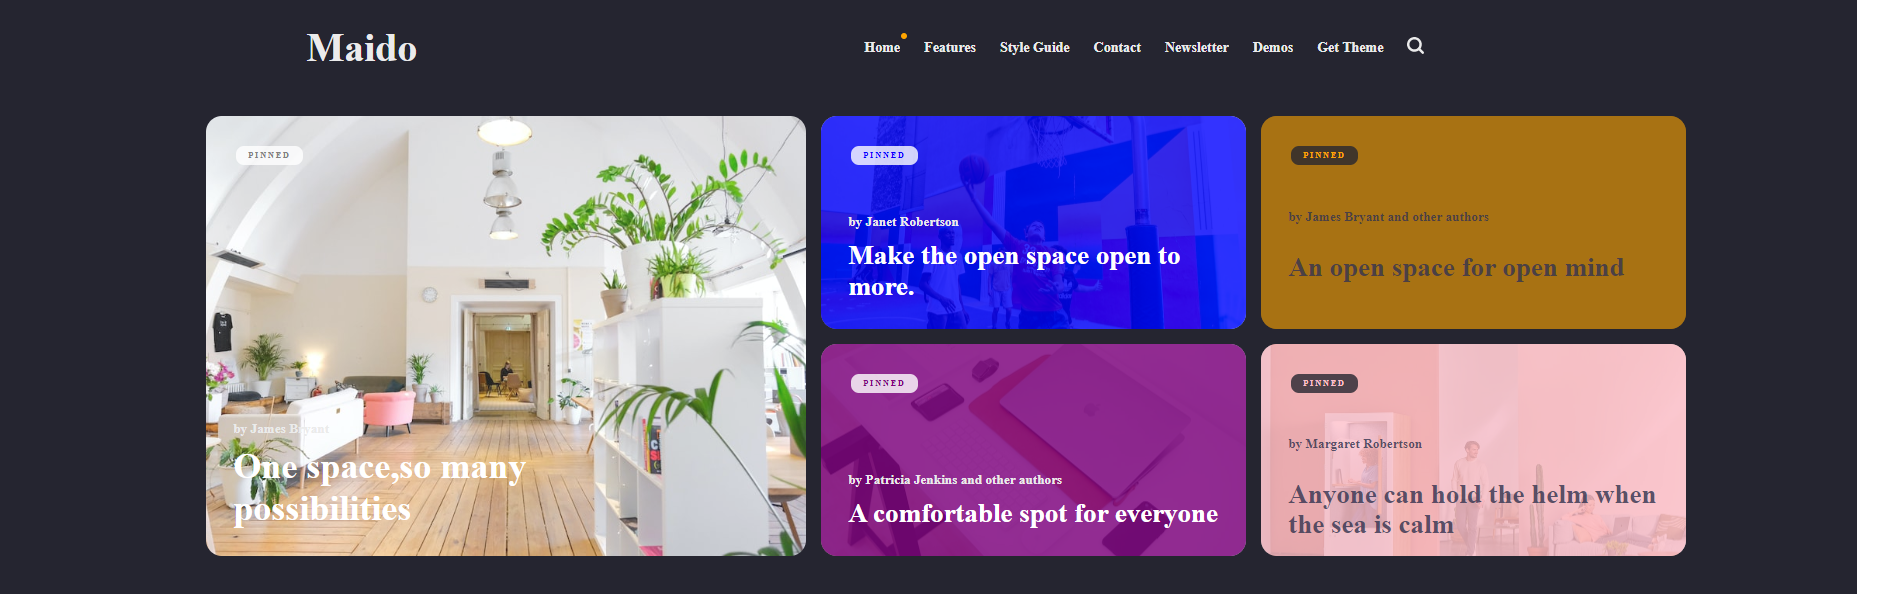 Maido
Home Features Style Guide Contact Newsletter Demos Get Theme
PINNED
by James Bryant
One space,so many
possibilities
PINNED
by Janet Robertson
Make the open space open to
more.
PINNED
by James Bryant and other authors
An open space for open mind
PINNED
by Patricia Jenkins and other authors
A comfortable spot for everyone
PINNED
by Margaret Robertson
Anyone can hold the helm when
the sea is calm